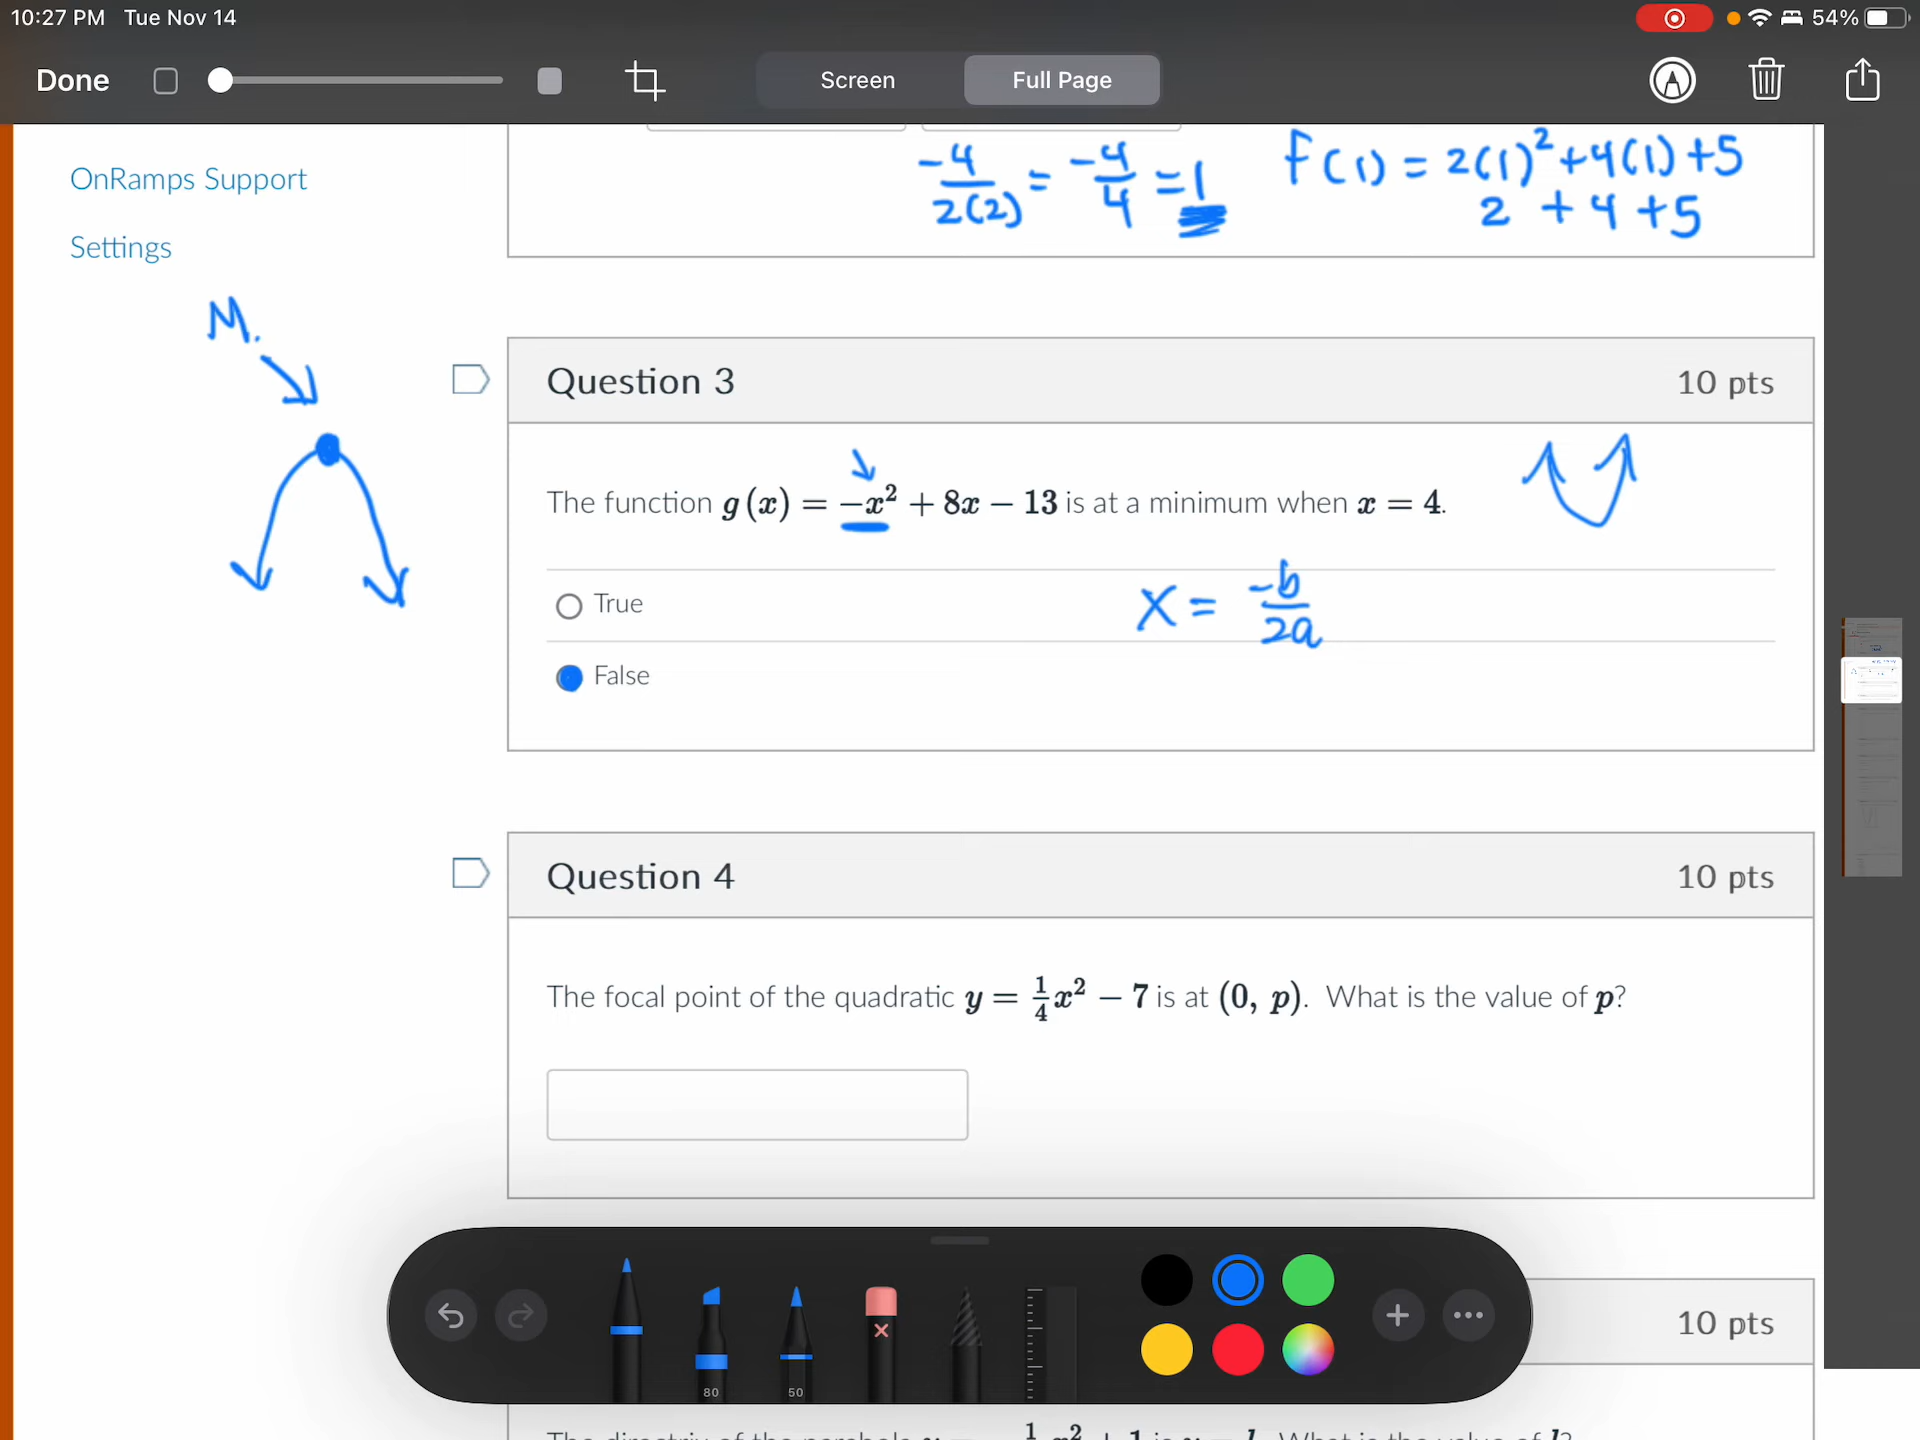 10:27 PM Tue Nov 14 54%
Done Screen Full Page
OnRamps Support
Settings
-4/2(2) = -4/4 = 1 f(1) = 2(1)²+4(1)+5
2 + 4 + 5
M.
Question 3 10 pts
The function g(x) = −x² + 8x − 13 is at a minimum when x = 4.
True
x = -b/2a
False
Question 4 10 pts
The focal point of the quadratic y = 1/4x² − 7 is at (0, p). What is the value of p?
80 50
10 pts